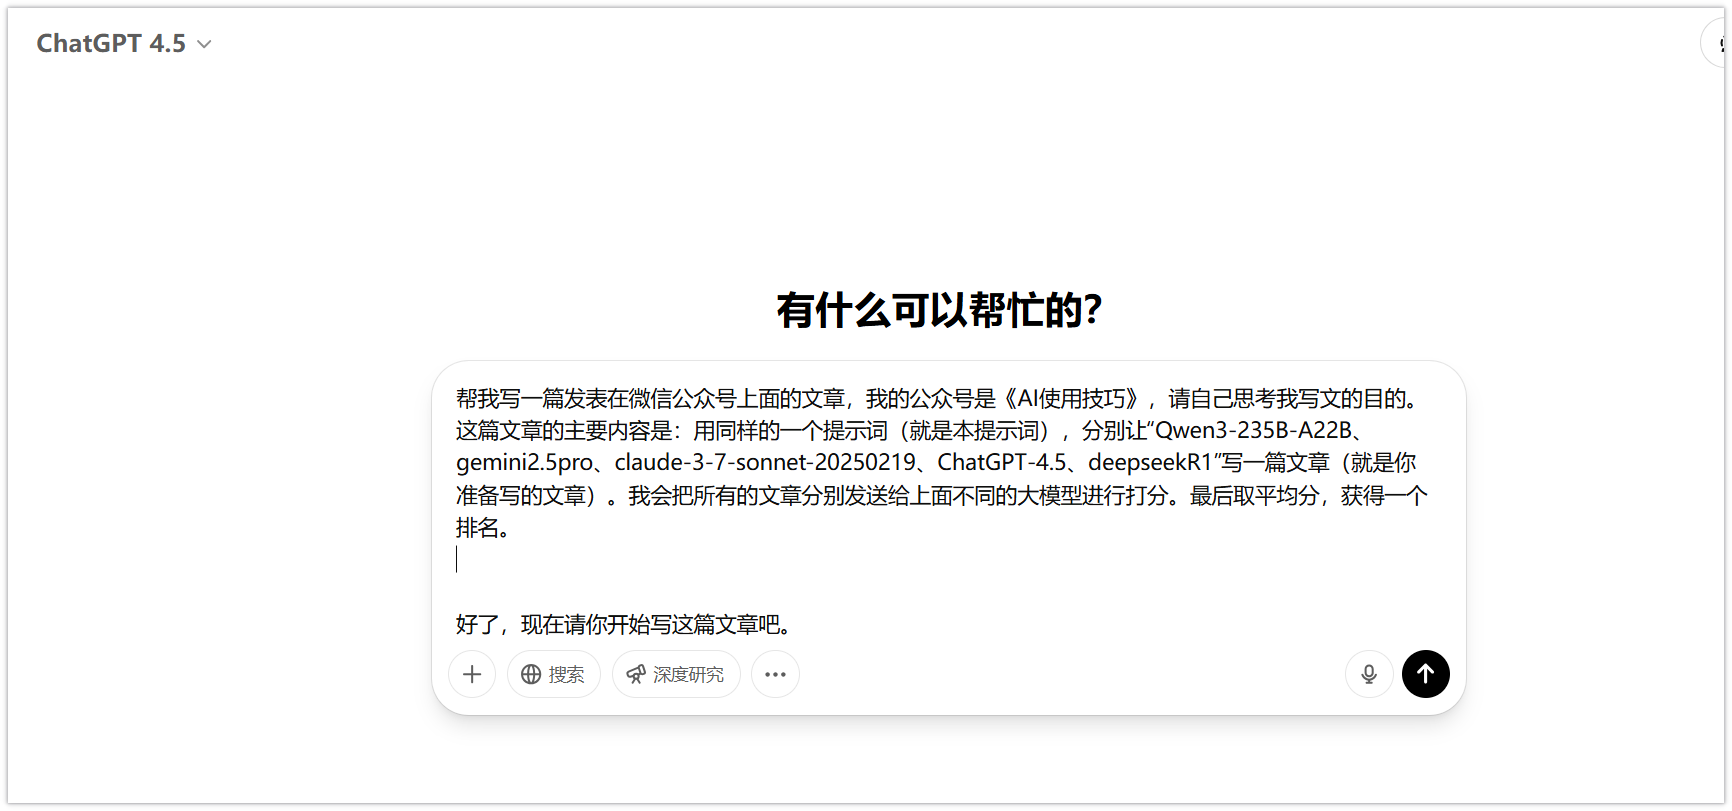 ChatGPT 4.5
有什么可以帮忙的？
帮我写一篇发表在微信公众号上面的文章，我的公众号是《AI使用技巧》，请自己思考我写文的目的。
这篇文章的主要内容是：用同样的一个提示词（就是本提示词），分别让“Qwen3-235B-A22B、
gemini2.5pro、claude-3-7-sonnet-20250219、ChatGPT-4.5、deepseekR1”写一篇文章（就是你
准备写的文章）。我会把所有的文章分别发送给上面不同的大模型进行打分。最后取平均分，获得一个
排名。
好了，现在请你开始写这篇文章吧。
搜索
深度研究